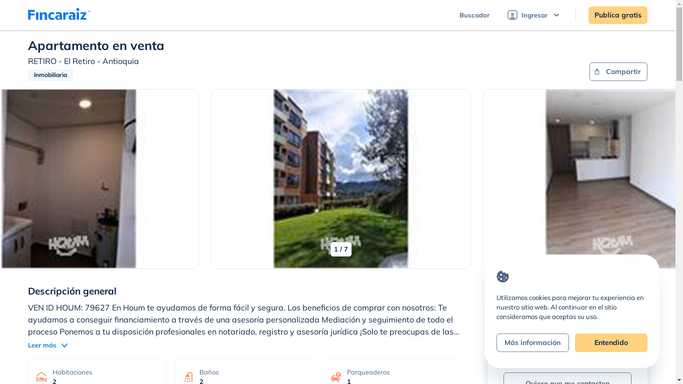 Fincaraiz
Buscador
Ingresar
Publica gratis
Apartamento en venta
RETIRO - El Retiro - Antioquia
Inmobiliaria
Compartir
HOUM
HOUM
HOUM
1 / 7
Descripción general
VEN ID HOUM: 79627 En Houm te ayudamos de forma fácil y segura. Los beneficios de comprar con nosotros: Te
ayudamos a conseguir financiamiento a través de una asesoría personalizada Mediación y seguimiento de todo el
proceso Ponemos a tu disposición profesionales en notariado, registro y asesoría jurídica ¡Solo te preocupas de las...
Leer más
Habitaciones
2
Baños
2
Parqueaderos
1
Utilizamos cookies para mejorar tu experiencia en
nuestro sitio web. Al continuar en el sitio
consideramos que aceptas su uso.
Más información
Entendido
Quiero que me contacten